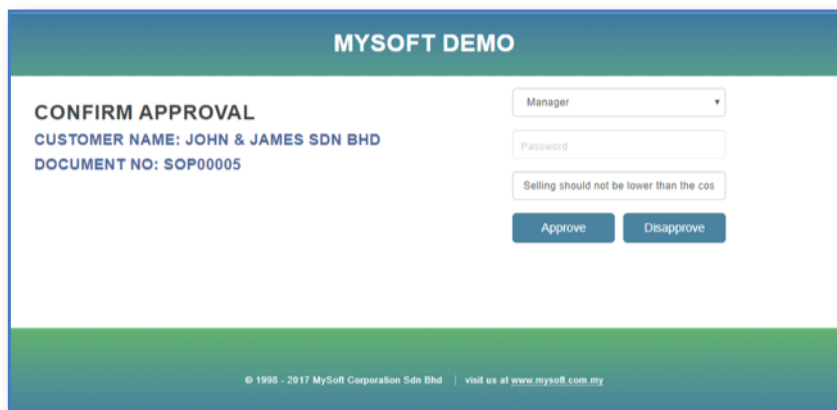 MYSOFT DEMO
CONFIRM APPROVAL
CUSTOMER NAME: JOHN & JAMES SDN BHD
DOCUMENT NO: SOP00005
Manager
Password
Selling should not be lower than the cos
Approve Disapprove
© 1998 - 2017 MySoft Corporation Sdn Bhd | visit us at www.mysoft.com.my